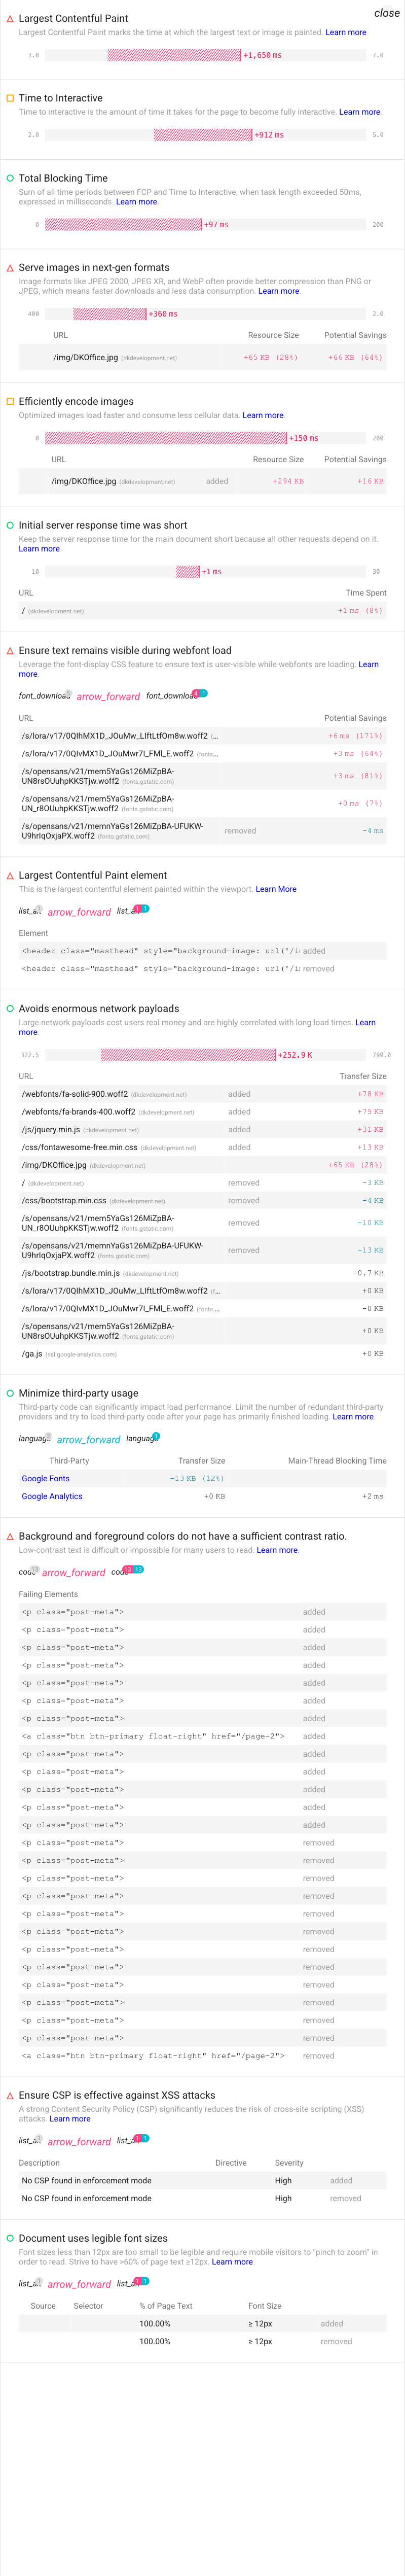 close
Largest Contentful Paint
Largest Contentful Paint marks the time at which the largest text or image is painted. Learn more
3.0 +1,650 ms 7.0
Time to Interactive
Time to interactive is the amount of time it takes for the page to become fully interactive. Learn more.
2.0 +912 ms 5.0
Total Blocking Time
Sum of all time periods between FCP and Time to Interactive, when task length exceeded 50ms,
expressed in milliseconds. Learn more.
0 +97 ms 200
Serve images in next-gen formats
Image formats like JPEG 2000, JPEG XR, and WebP often provide better compression than PNG or
JPEG, which means faster downloads and less data consumption. Learn more.
400 +360 ms 2.0
URL Resource Size Potential Savings
/img/DKOffice.jpg (dkdevelopment.net) +65 KB (28%) +66 KB (64%)
Efficiently encode images
Optimized images load faster and consume less cellular data. Learn more.
0 +150 ms 200
URL Resource Size Potential Savings
/img/DKOffice.jpg (dkdevelopment.net) added +294 KB +16 KB
Initial server response time was short
Keep the server response time for the main document short because all other requests depend on it.
Learn more.
10 +1 ms 30
URL Time Spent
/ (dkdevelopment.net) +1 ms (8%)
Ensure text remains visible during webfont load
Leverage the font-display CSS feature to ensure text is user-visible while webfonts are loading. Learn
more.
font_download arrow_forward font_download 4 1
URL Potential Savings
/s/lora/v17/0QIhMX1D_JOuMw_LIftLtfOm8w.woff2 (… +6 ms (171%)
/s/lora/v17/0QIvMX1D_JOuMwr7I_FMl_E.woff2 (fonts… +3 ms (64%)
/s/opensans/v21/mem5YaGs126MiZpBA-
UN8rsOUuhpKKSTjw.woff2 (fonts.gstatic.com) +3 ms (81%)
/s/opensans/v21/mem5YaGs126MiZpBA-
UN_r8OUuhpKKSTjw.woff2 (fonts.gstatic.com) +0 ms (7%)
/s/opensans/v21/memnYaGs126MiZpBA-UFUKW-
U9hrIqOxjaPX.woff2 (fonts.gstatic.com) removed -4 ms
Largest Contentful Paint element
This is the largest contentful element painted within the viewport. Learn More
list_alt 1 arrow_forward list_alt 1 1
Element
<header class="masthead" style="background-image: url('/i added
<header class="masthead" style="background-image: url('/i removed
Avoids enormous network payloads
Large network payloads cost users real money and are highly correlated with long load times. Learn
more.
322.5 +252.9 K 798.0
URL Transfer Size
/webfonts/fa-solid-900.woff2 (dkdevelopment.net) added +78 KB
/webfonts/fa-brands-400.woff2 (dkdevelopment.net) added +75 KB
/js/jquery.min.js (dkdevelopment.net) added +31 KB
/css/fontawesome-free.min.css (dkdevelopment.net) added +13 KB
/img/DKOffice.jpg (dkdevelopment.net) +65 KB (28%)
/ (dkdevelopment.net) removed -3 KB
/css/bootstrap.min.css (dkdevelopment.net) removed -4 KB
/s/opensans/v21/mem5YaGs126MiZpBA-
UN_r8OUuhpKKSTjw.woff2 (fonts.gstatic.com) removed -10 KB
/s/opensans/v21/memnYaGs126MiZpBA-UFUKW-
U9hrIqOxjaPX.woff2 (fonts.gstatic.com) removed -13 KB
/js/bootstrap.bundle.min.js (dkdevelopment.net) -0.7 KB
/s/lora/v17/0QIhMX1D_JOuMw_LIftLtfOm8w.woff2 (f… +0 KB
/s/lora/v17/0QIvMX1D_JOuMwr7I_FMl_E.woff2 (fonts.… -0 KB
/s/opensans/v21/mem5YaGs126MiZpBA-
UN8rsOUuhpKKSTjw.woff2 (fonts.gstatic.com) +0 KB
/ga.js (ssl.google-analytics.com) +0 KB
Minimize third-party usage
Third-party code can significantly impact load performance. Limit the number of redundant third-party
providers and try to load third-party code after your page has primarily finished loading. Learn more.
language 2 arrow_forward language 1
Third-Party Transfer Size Main-Thread Blocking Time
Google Fonts -13 KB (12%)
Google Analytics +0 KB +2 ms
Background and foreground colors do not have a sufficient contrast ratio.
Low-contrast text is difficult or impossible for many users to read. Learn more.
code 13 arrow_forward code 13 13
Failing Elements
<p class="post-meta"> added
<p class="post-meta"> added
<p class="post-meta"> added
<p class="post-meta"> added
<p class="post-meta"> added
<p class="post-meta"> added
<p class="post-meta"> added
<a class="btn btn-primary float-right" href="/page-2"> added
<p class="post-meta"> added
<p class="post-meta"> added
<p class="post-meta"> added
<p class="post-meta"> added
<p class="post-meta"> added
<p class="post-meta"> removed
<p class="post-meta"> removed
<p class="post-meta"> removed
<p class="post-meta"> removed
<p class="post-meta"> removed
<p class="post-meta"> removed
<p class="post-meta"> removed
<p class="post-meta"> removed
<p class="post-meta"> removed
<p class="post-meta"> removed
<p class="post-meta"> removed
<p class="post-meta"> removed
<a class="btn btn-primary float-right" href="/page-2"> removed
Ensure CSP is effective against XSS attacks
A strong Content Security Policy (CSP) significantly reduces the risk of cross-site scripting (XSS)
attacks. Learn more
list_alt 1 arrow_forward list_alt 1 1
Description Directive Severity
No CSP found in enforcement mode High added
No CSP found in enforcement mode High removed
Document uses legible font sizes
Font sizes less than 12px are too small to be legible and require mobile visitors to “pinch to zoom” in
order to read. Strive to have >60% of page text ≥12px. Learn more.
list_alt 1 arrow_forward list_alt 1 1
Source Selector % of Page Text Font Size
100.00% ≥ 12px added
100.00% ≥ 12px removed